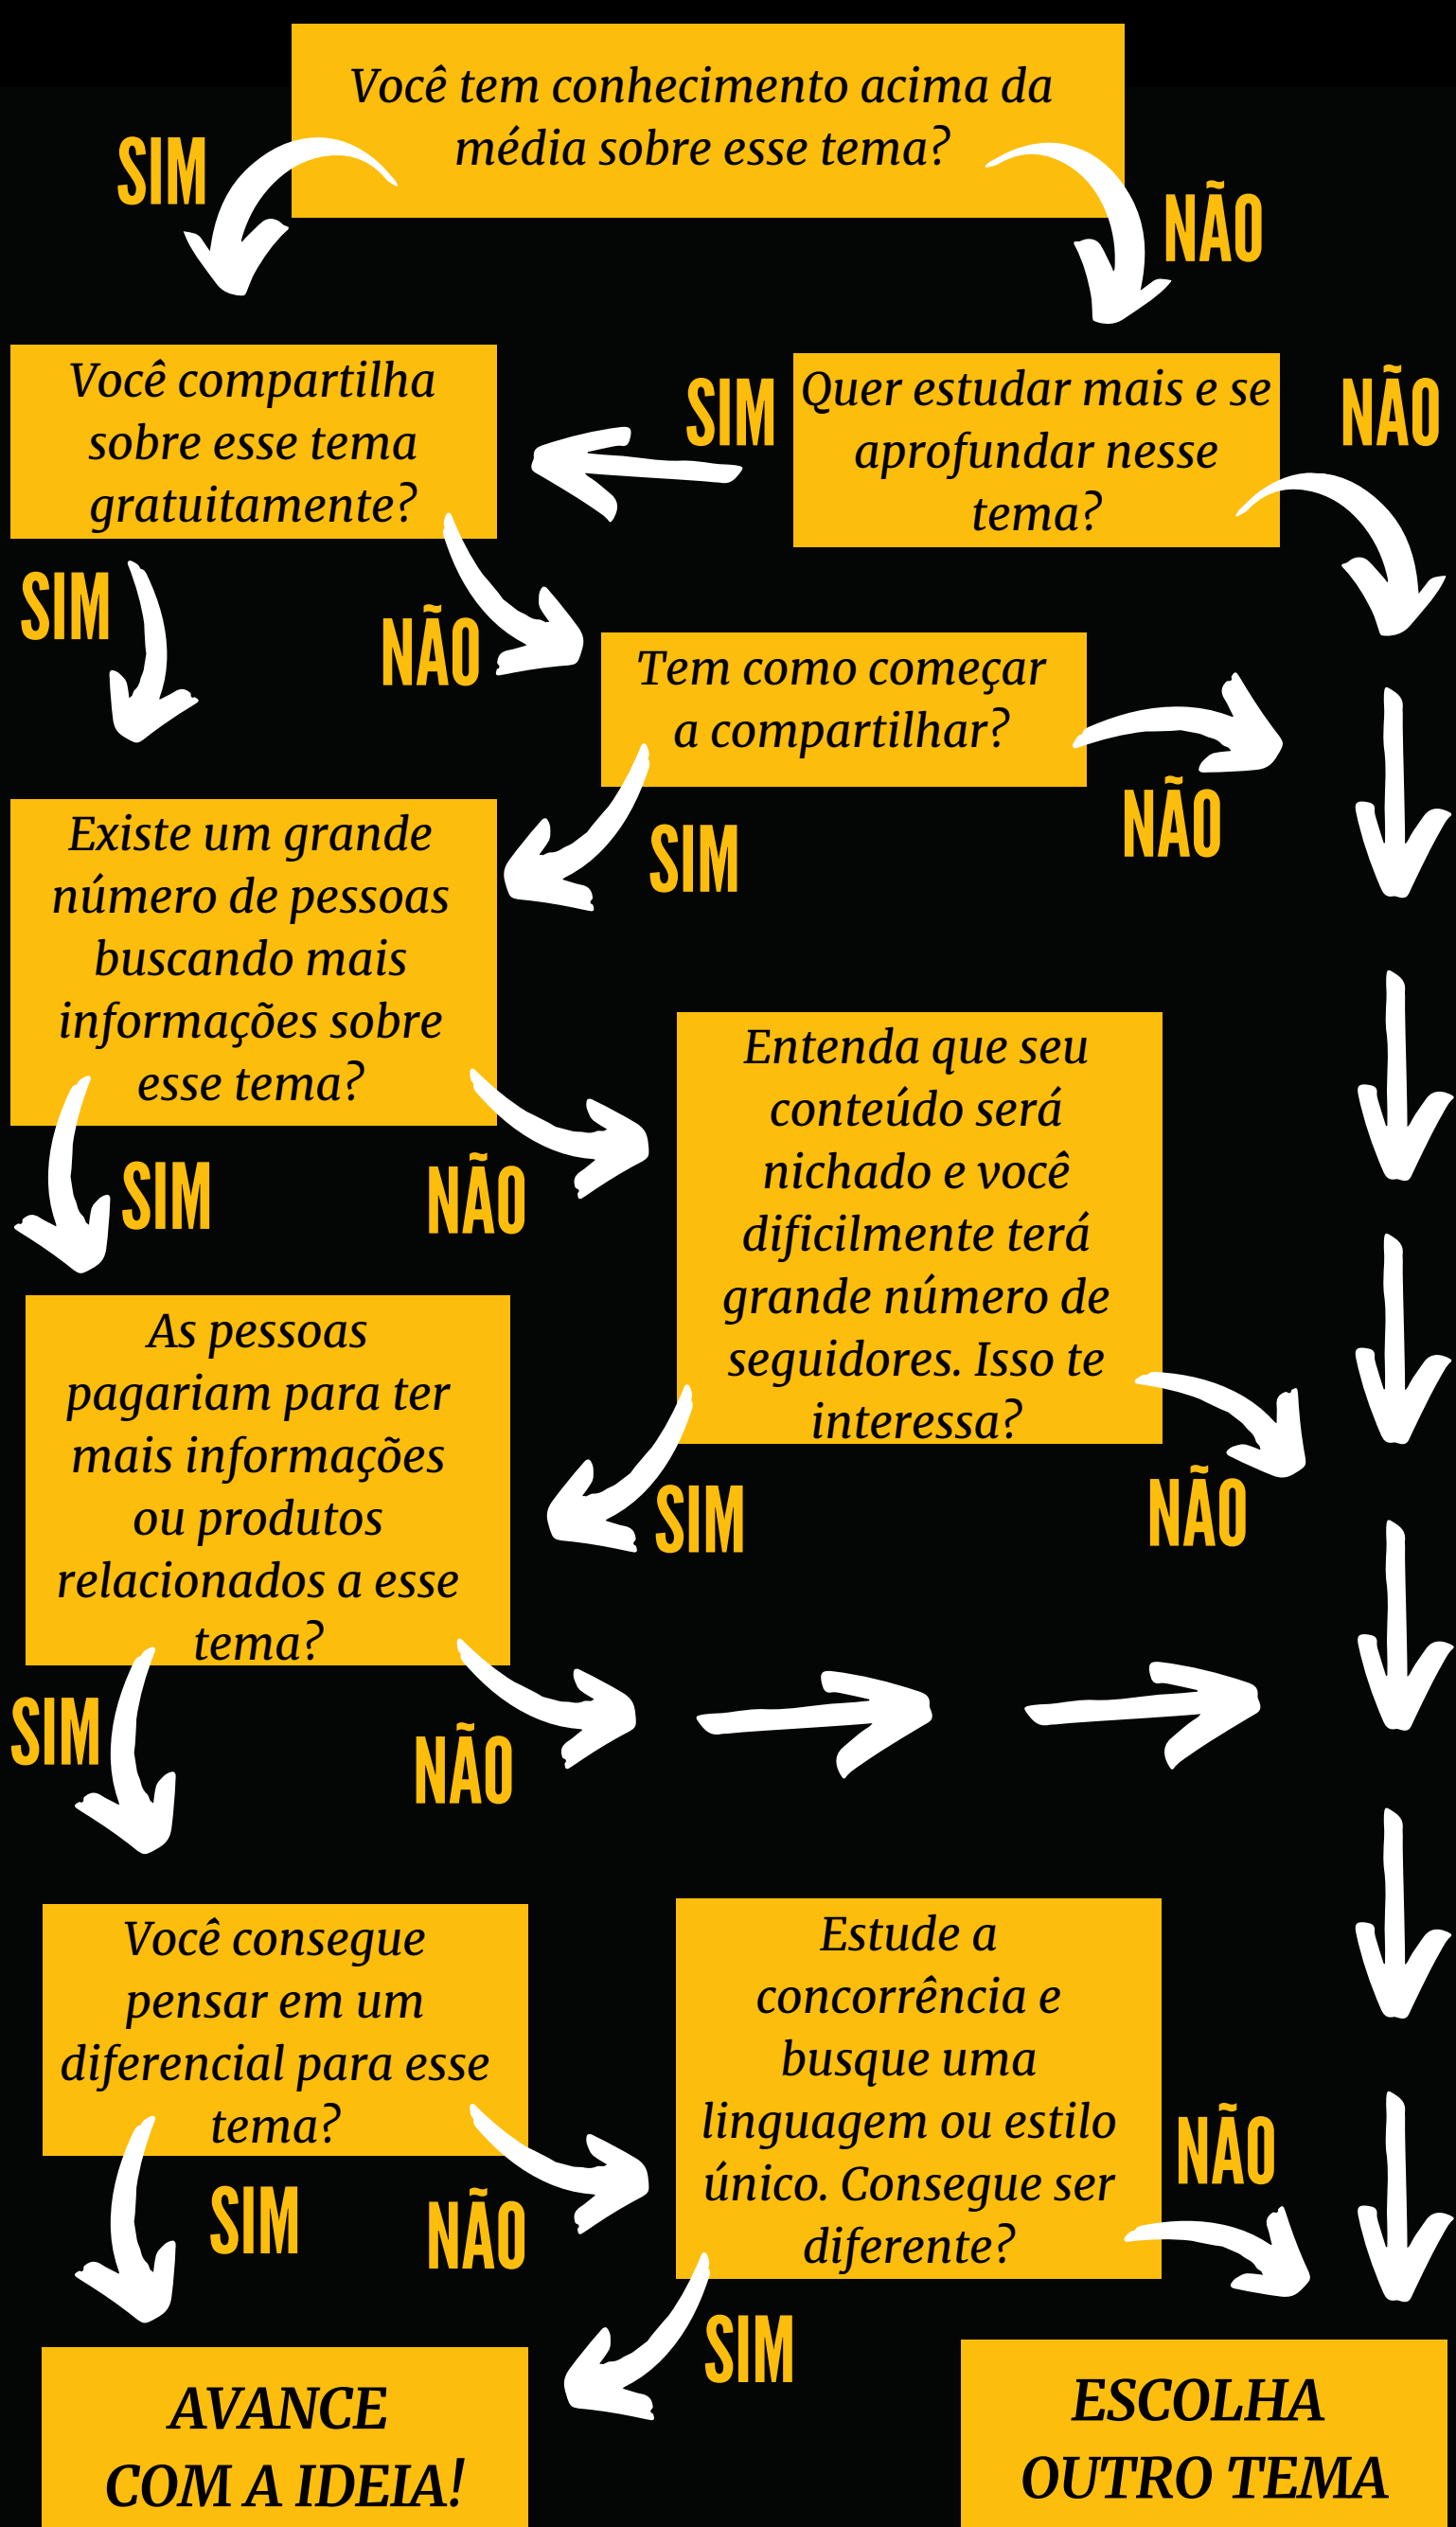 Você tem conhecimento acima da
média sobre esse tema?
SIM
NÃO
Você compartilha
sobre esse tema
gratuitamente?
SIM
Quer estudar mais e se
aprofundar nesse
tema?
NÃO
SIM
NÃO
Tem como começar
a compartilhar?
NÃO
SIM
Existe um grande
número de pessoas
buscando mais
informações sobre
esse tema?
SIM
NÃO
Entenda que seu
conteúdo será
nichado e você
dificilmente terá
grande número de
seguidores. Isso te
interessa?
SIM
NÃO
As pessoas
pagariam para ter
mais informações
ou produtos
relacionados a esse
tema?
SIM
NÃO
Você consegue
pensar em um
diferencial para esse
tema?
SIM
NÃO
Estude a
concorrência e
busque uma
linguagem ou estilo
único. Consegue ser
diferente?
NÃO
SIM
AVANCE
COM A IDEIA!
ESCOLHA
OUTRO TEMA